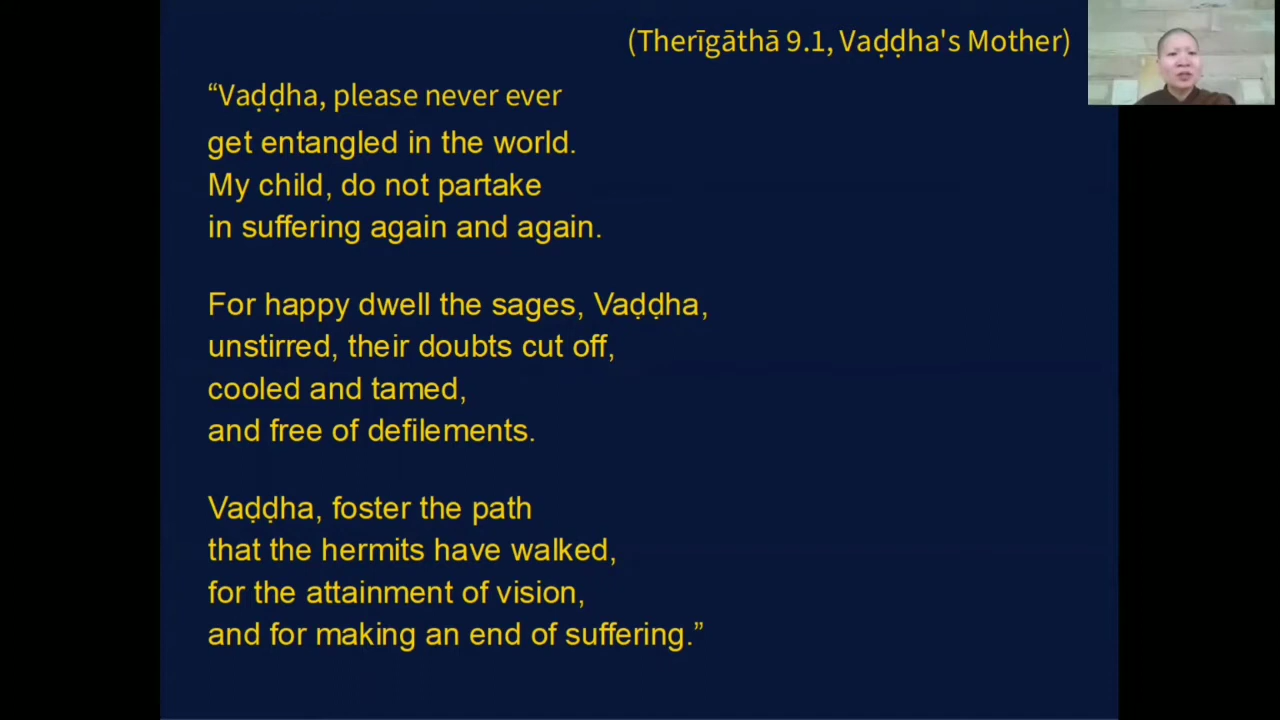 (Therīgāthā 9.1, Vaḍḍha's Mother)
“Vaḍḍha, please never ever
get entangled in the world.
My child, do not partake
in suffering again and again.
For happy dwell the sages, Vaḍḍha,
unstirred, their doubts cut off,
cooled and tamed,
and free of defilements.
Vaḍḍha, foster the path
that the hermits have walked,
for the attainment of vision,
and for making an end of suffering.”